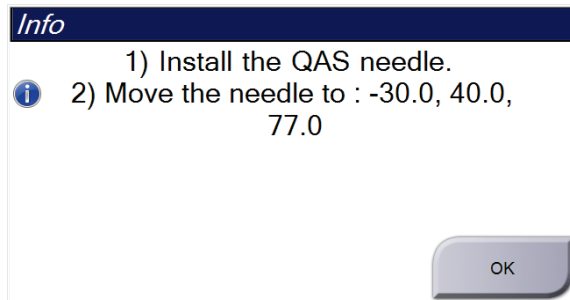 Info
1) Install the QAS needle.
2) Move the needle to : -30.0, 40.0,
77.0
OK